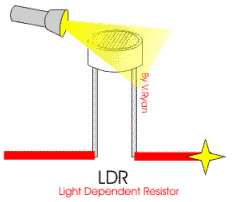 By V.Ryan
LDR
Light Dependent Resistor